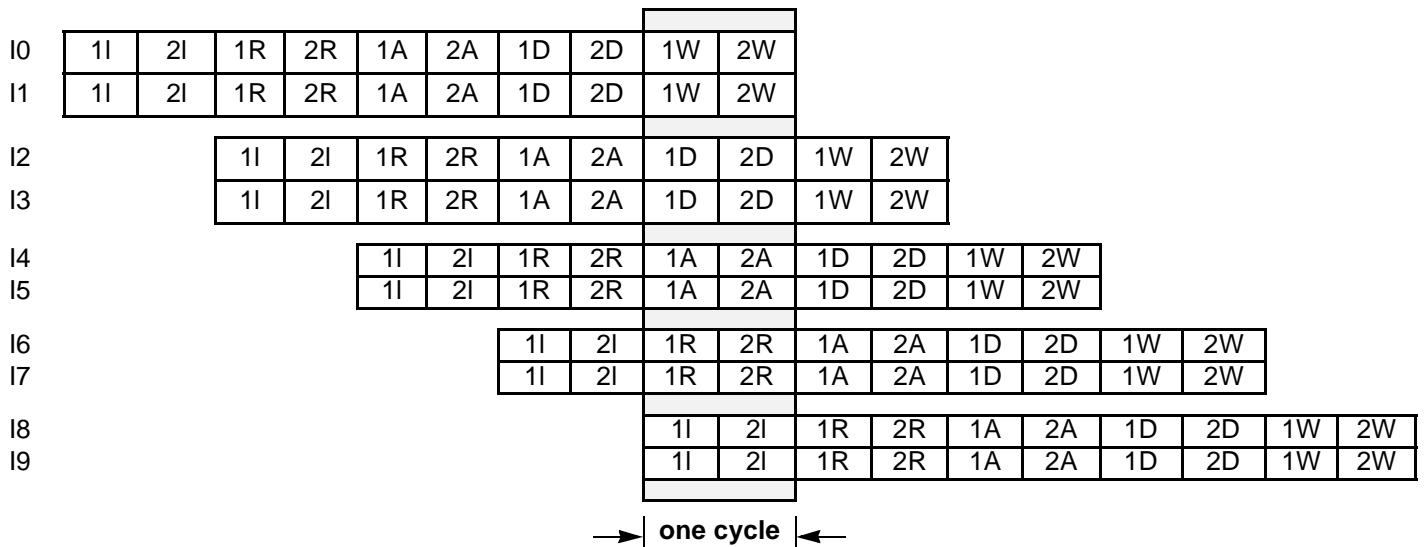 I0 1I 2I 1R 2R 1A 2A 1D 2D 1W 2W
I1 1I 2I 1R 2R 1A 2A 1D 2D 1W 2W
I2 1I 2I 1R 2R 1A 2A 1D 2D 1W 2W
I3 1I 2I 1R 2R 1A 2A 1D 2D 1W 2W
I4 1I 2I 1R 2R 1A 2A 1D 2D 1W 2W
I5 1I 2I 1R 2R 1A 2A 1D 2D 1W 2W
I6 1I 2I 1R 2R 1A 2A 1D 2D 1W 2W
I7 1I 2I 1R 2R 1A 2A 1D 2D 1W 2W
I8 1I 2I 1R 2R 1A 2A 1D 2D 1W 2W
I9 1I 2I 1R 2R 1A 2A 1D 2D 1W 2W
one cycle